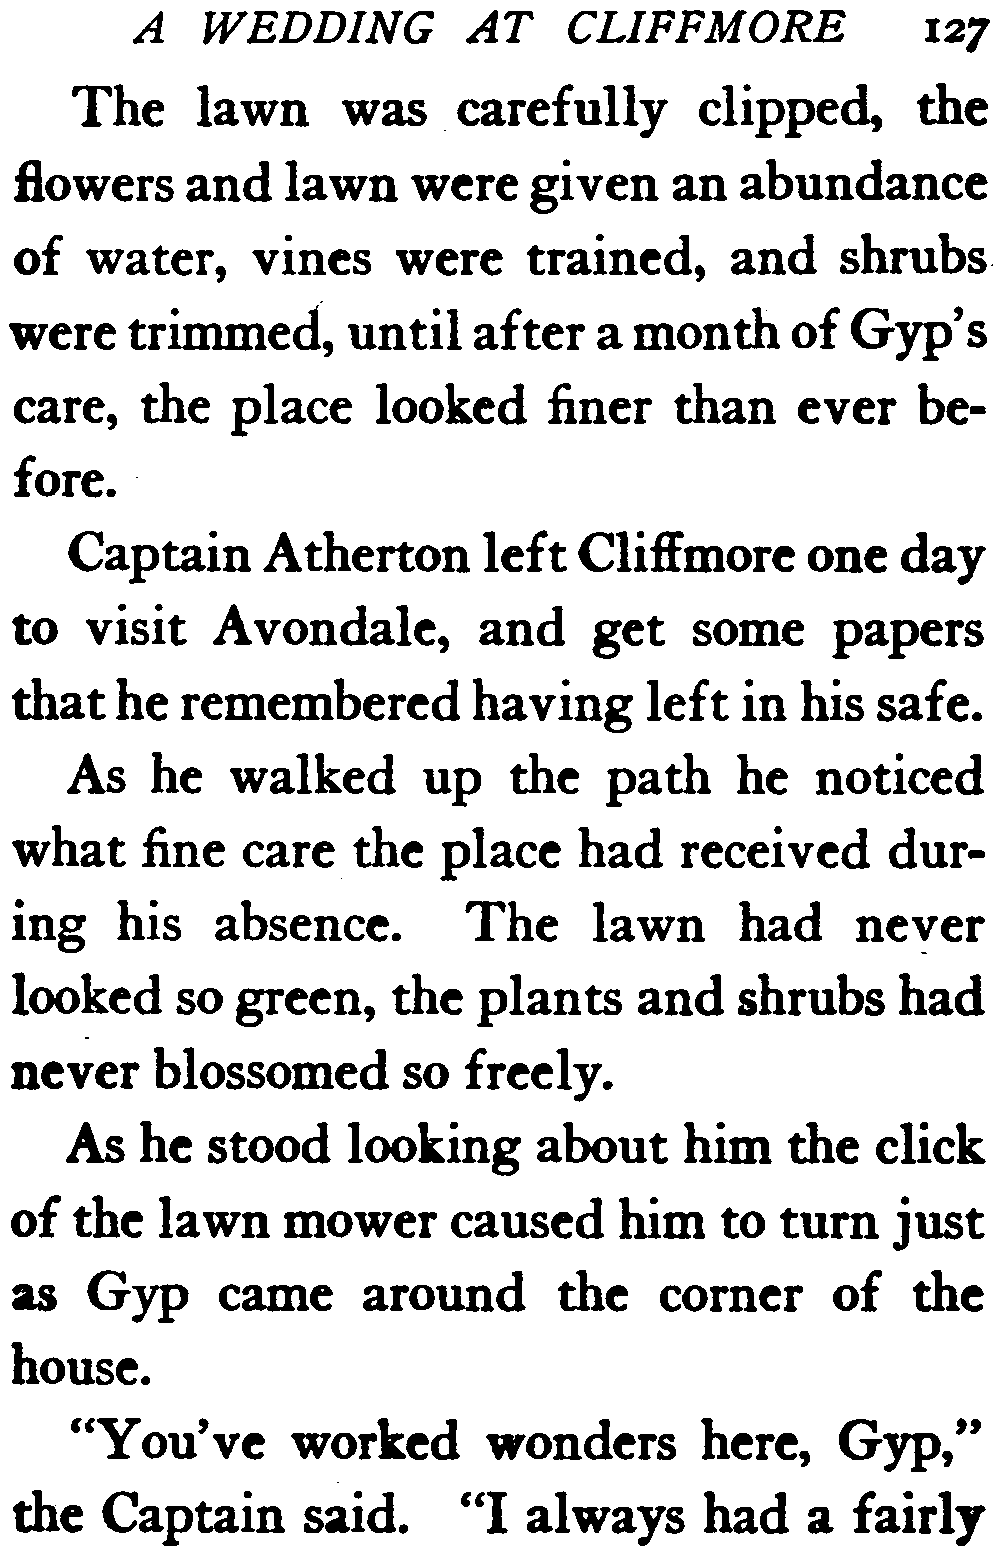 A WEDDING AT CLIFFMORE 127
The lawn was carefully clipped, the
flowers and lawn were given an abundance
of water, vines were trained, and shrubs
were trimmed, until after a month of Gyp's
care, the place looked finer than ever be-
fore.
Captain Atherton left Cliffmore one day
to visit Avondale, and get some papers
that he remembered having left in his safe.
As he walked up the path he noticed
what fine care the place had received dur-
ing his absence. The lawn had never
looked so green, the plants and shrubs had
never blossomed so freely.
As he stood looking about him the click
of the lawn mower caused him to turn just
as Gyp came around the corner of the
house.
"You've worked wonders here, Gyp,"
the Captain said. "I always had a fairly